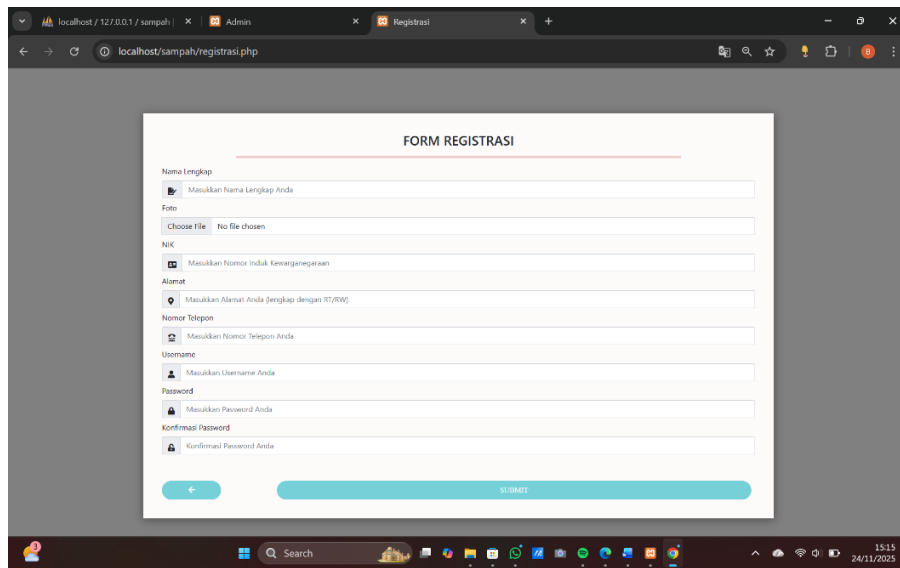 localhost / 127.0.0.1 / sampah |
Admin
Registrasi
localhost/sampah/registrasi.php
B
FORM REGISTRASI
Nama Lengkap
Masukkan Nama Lengkap Anda
Foto
Choose File No file chosen
NIK
Masukkan Nomor Induk Kewarganegaraan
Alamat
Masukkan Alamat Anda (lengkap dengan RT/RW)
Nomor Telepon
Masukkan Nomor Telepon Anda
Username
Masukkan Username Anda
Password
Masukkan Password Anda
Konfirmasi Password
Konfirmasi Password Anda
SUBMIT
3
Search
15:15
24/11/2025